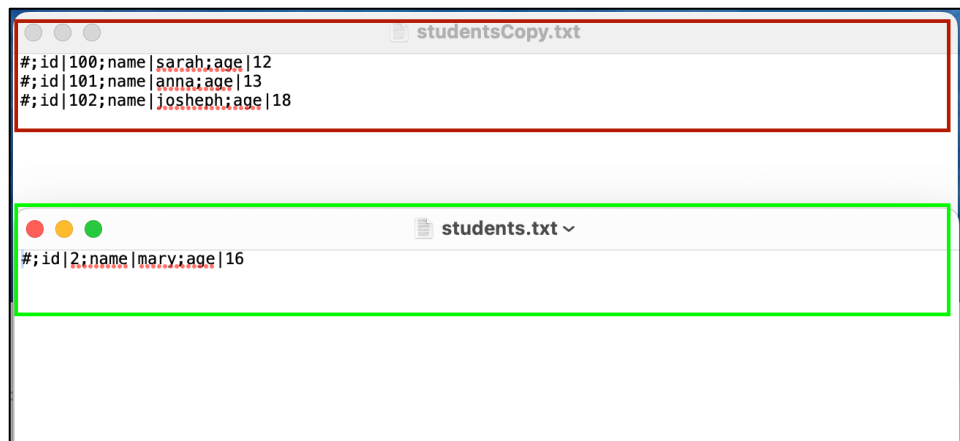 studentsCopy.txt
#;id|100;name|sarah;age|12
#;id|101;name|anna;age|13
#;id|102;name|josheph;age|18
students.txt
#;id|2;name|mary;age|16